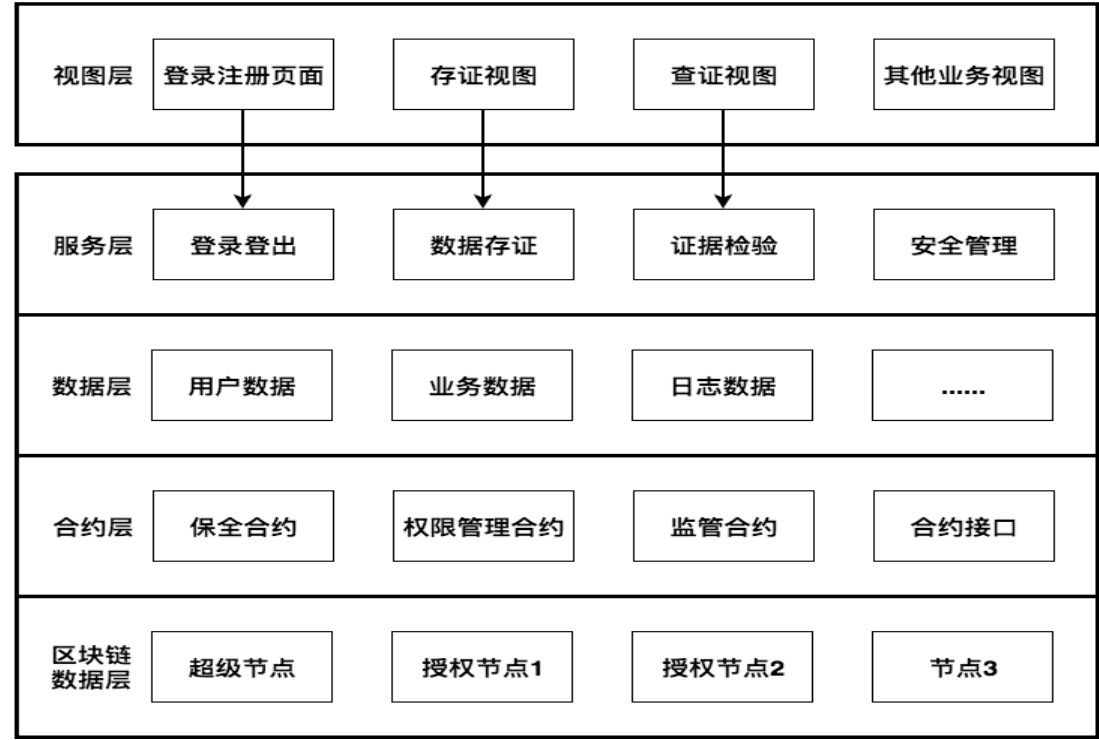 视图层 登录注册页面 存证视图 查证视图 其他业务视图
服务层 登录登出 数据存证 证据检验 安全管理
数据层 用户数据 业务数据 日志数据 ......
合约层 保全合约 权限管理合约 监管合约 合约接口
区块链
数据层 超级节点 授权节点1 授权节点2 节点3